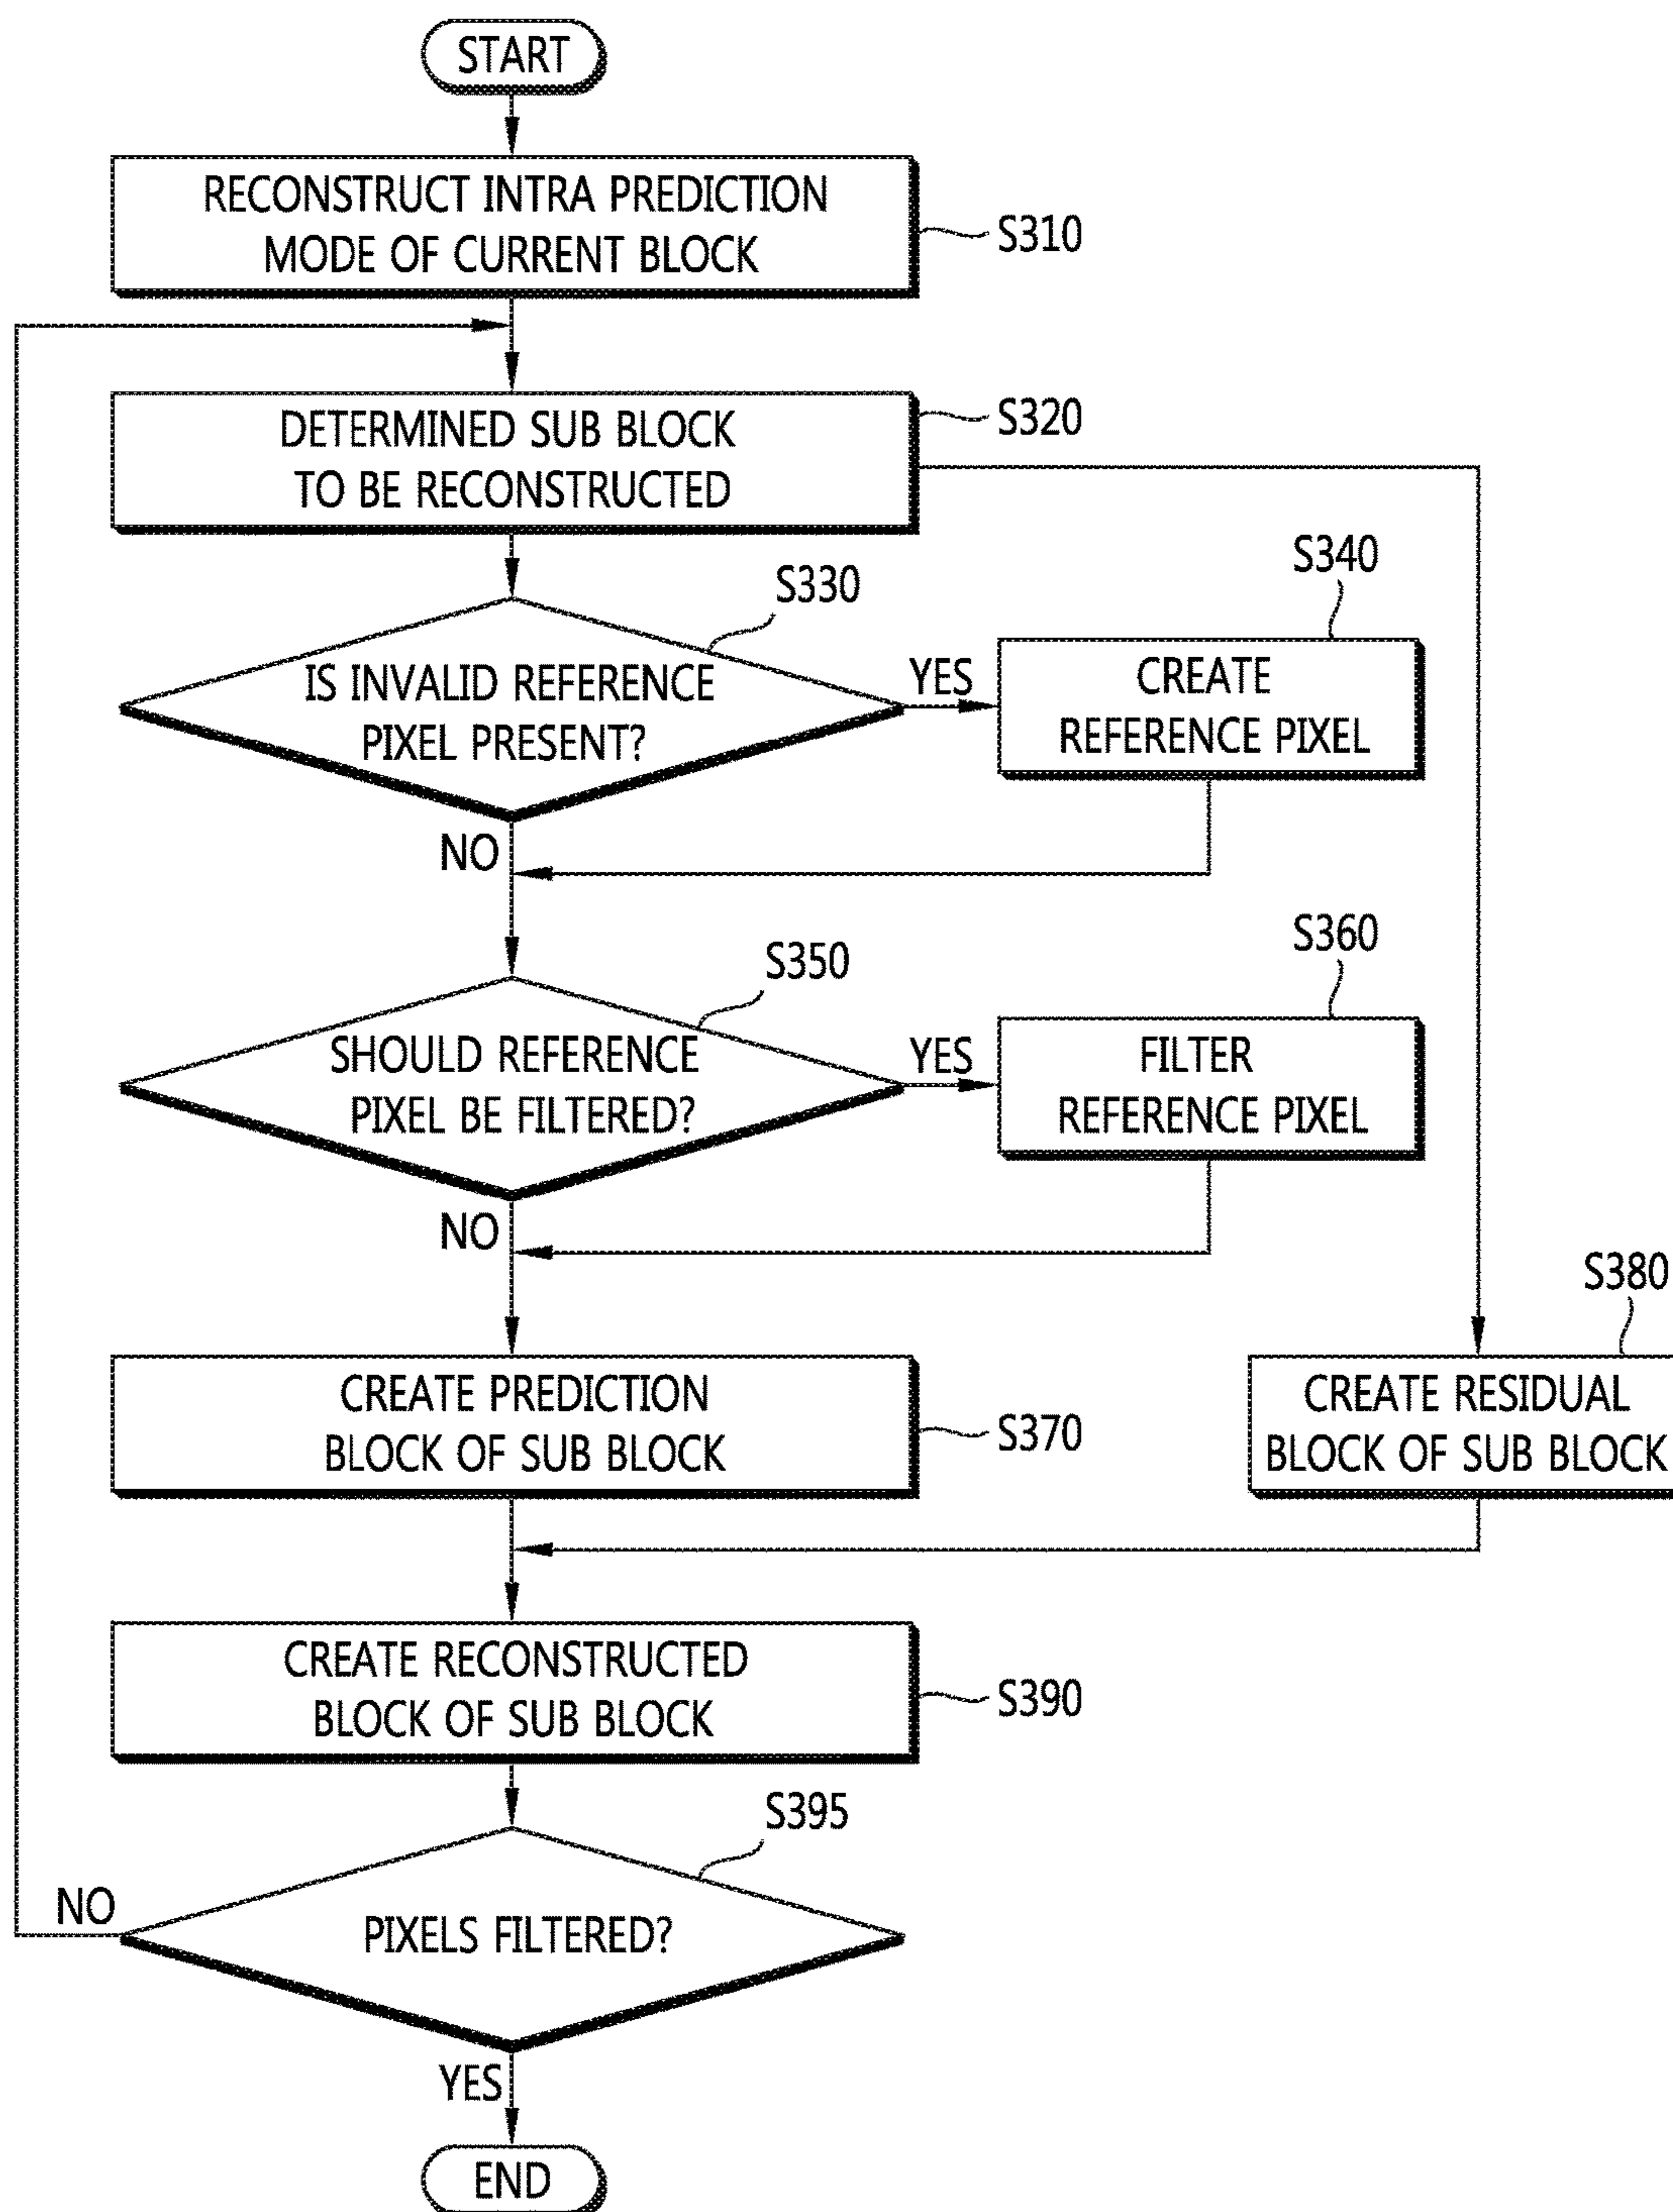 START
RECONSTRUCT INTRA PREDICTION
MODE OF CURRENT BLOCK
S310
DETERMINED SUB BLOCK
TO BE RECONSTRUCTED
S320
S330
IS INVALID REFERENCE
PIXEL PRESENT?
YES
S340
CREATE
REFERENCE PIXEL
NO
S350
SHOULD REFERENCE
PIXEL BE FILTERED?
YES
S360
FILTER
REFERENCE PIXEL
NO
CREATE PREDICTION
BLOCK OF SUB BLOCK
S370
S380
CREATE RESIDUAL
BLOCK OF SUB BLOCK
CREATE RECONSTRUCTED
BLOCK OF SUB BLOCK
S390
S395
PIXELS FILTERED?
NO
YES
END